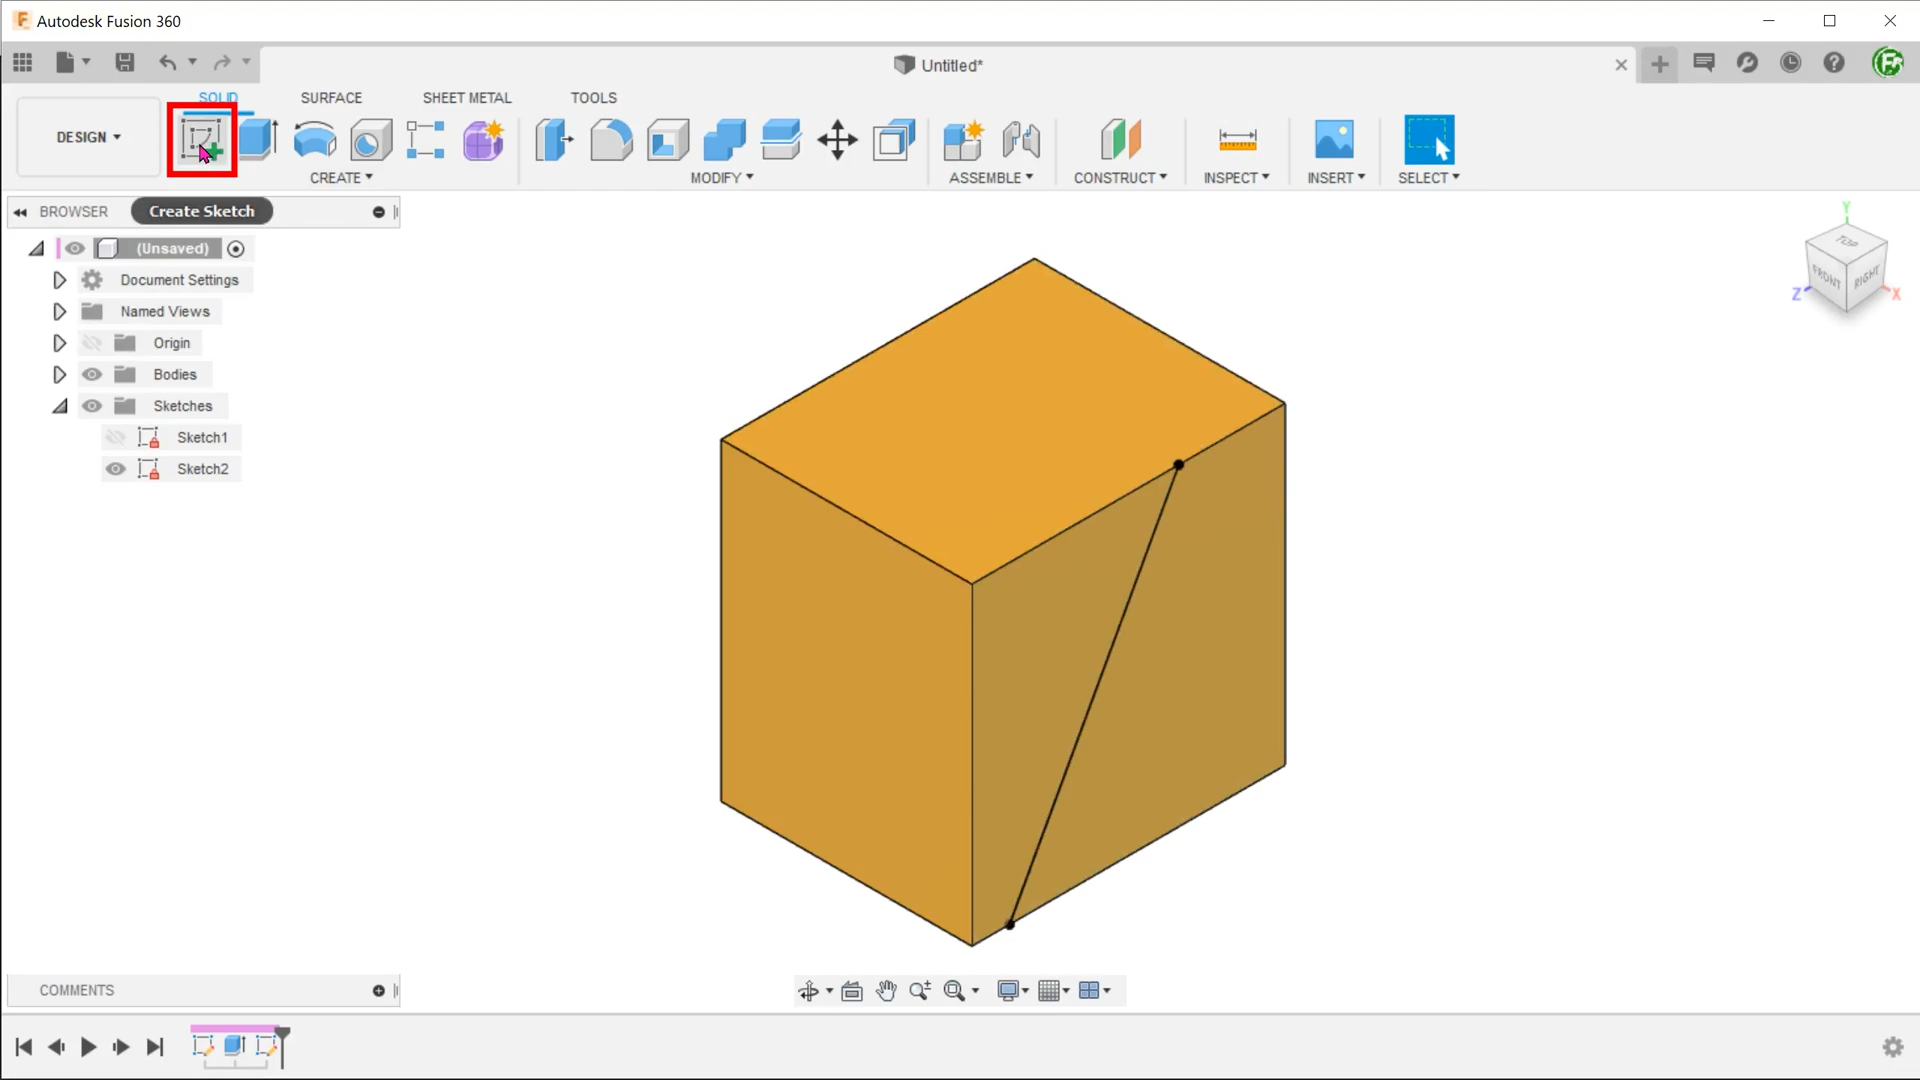 Autodesk Fusion 360
Untitled*
SOLID SURFACE SHEET METAL TOOLS
DESIGN
CREATE MODIFY ASSEMBLE CONSTRUCT INSPECT INSERT SELECT
BROWSER
Create Sketch
(Unsaved)
Document Settings
Named Views
Origin
Bodies
Sketches
Sketch1
Sketch2
Y
TOP
FRONT RIGHT
Z X
COMMENTS